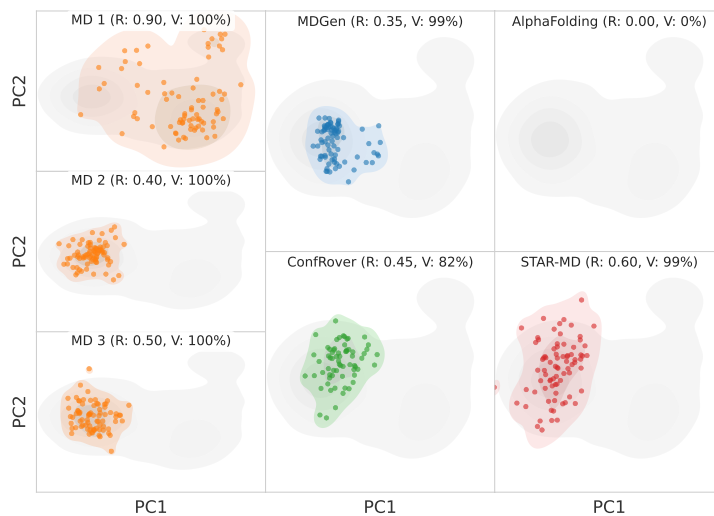 MD 1 (R: 0.90, V: 100%)
MDGen (R: 0.35, V: 99%)
AlphaFolding (R: 0.00, V: 0%)
PC2
MD 2 (R: 0.40, V: 100%)
PC2
ConfRover (R: 0.45, V: 82%)
STAR-MD (R: 0.60, V: 99%)
MD 3 (R: 0.50, V: 100%)
PC2
PC1
PC1
PC1